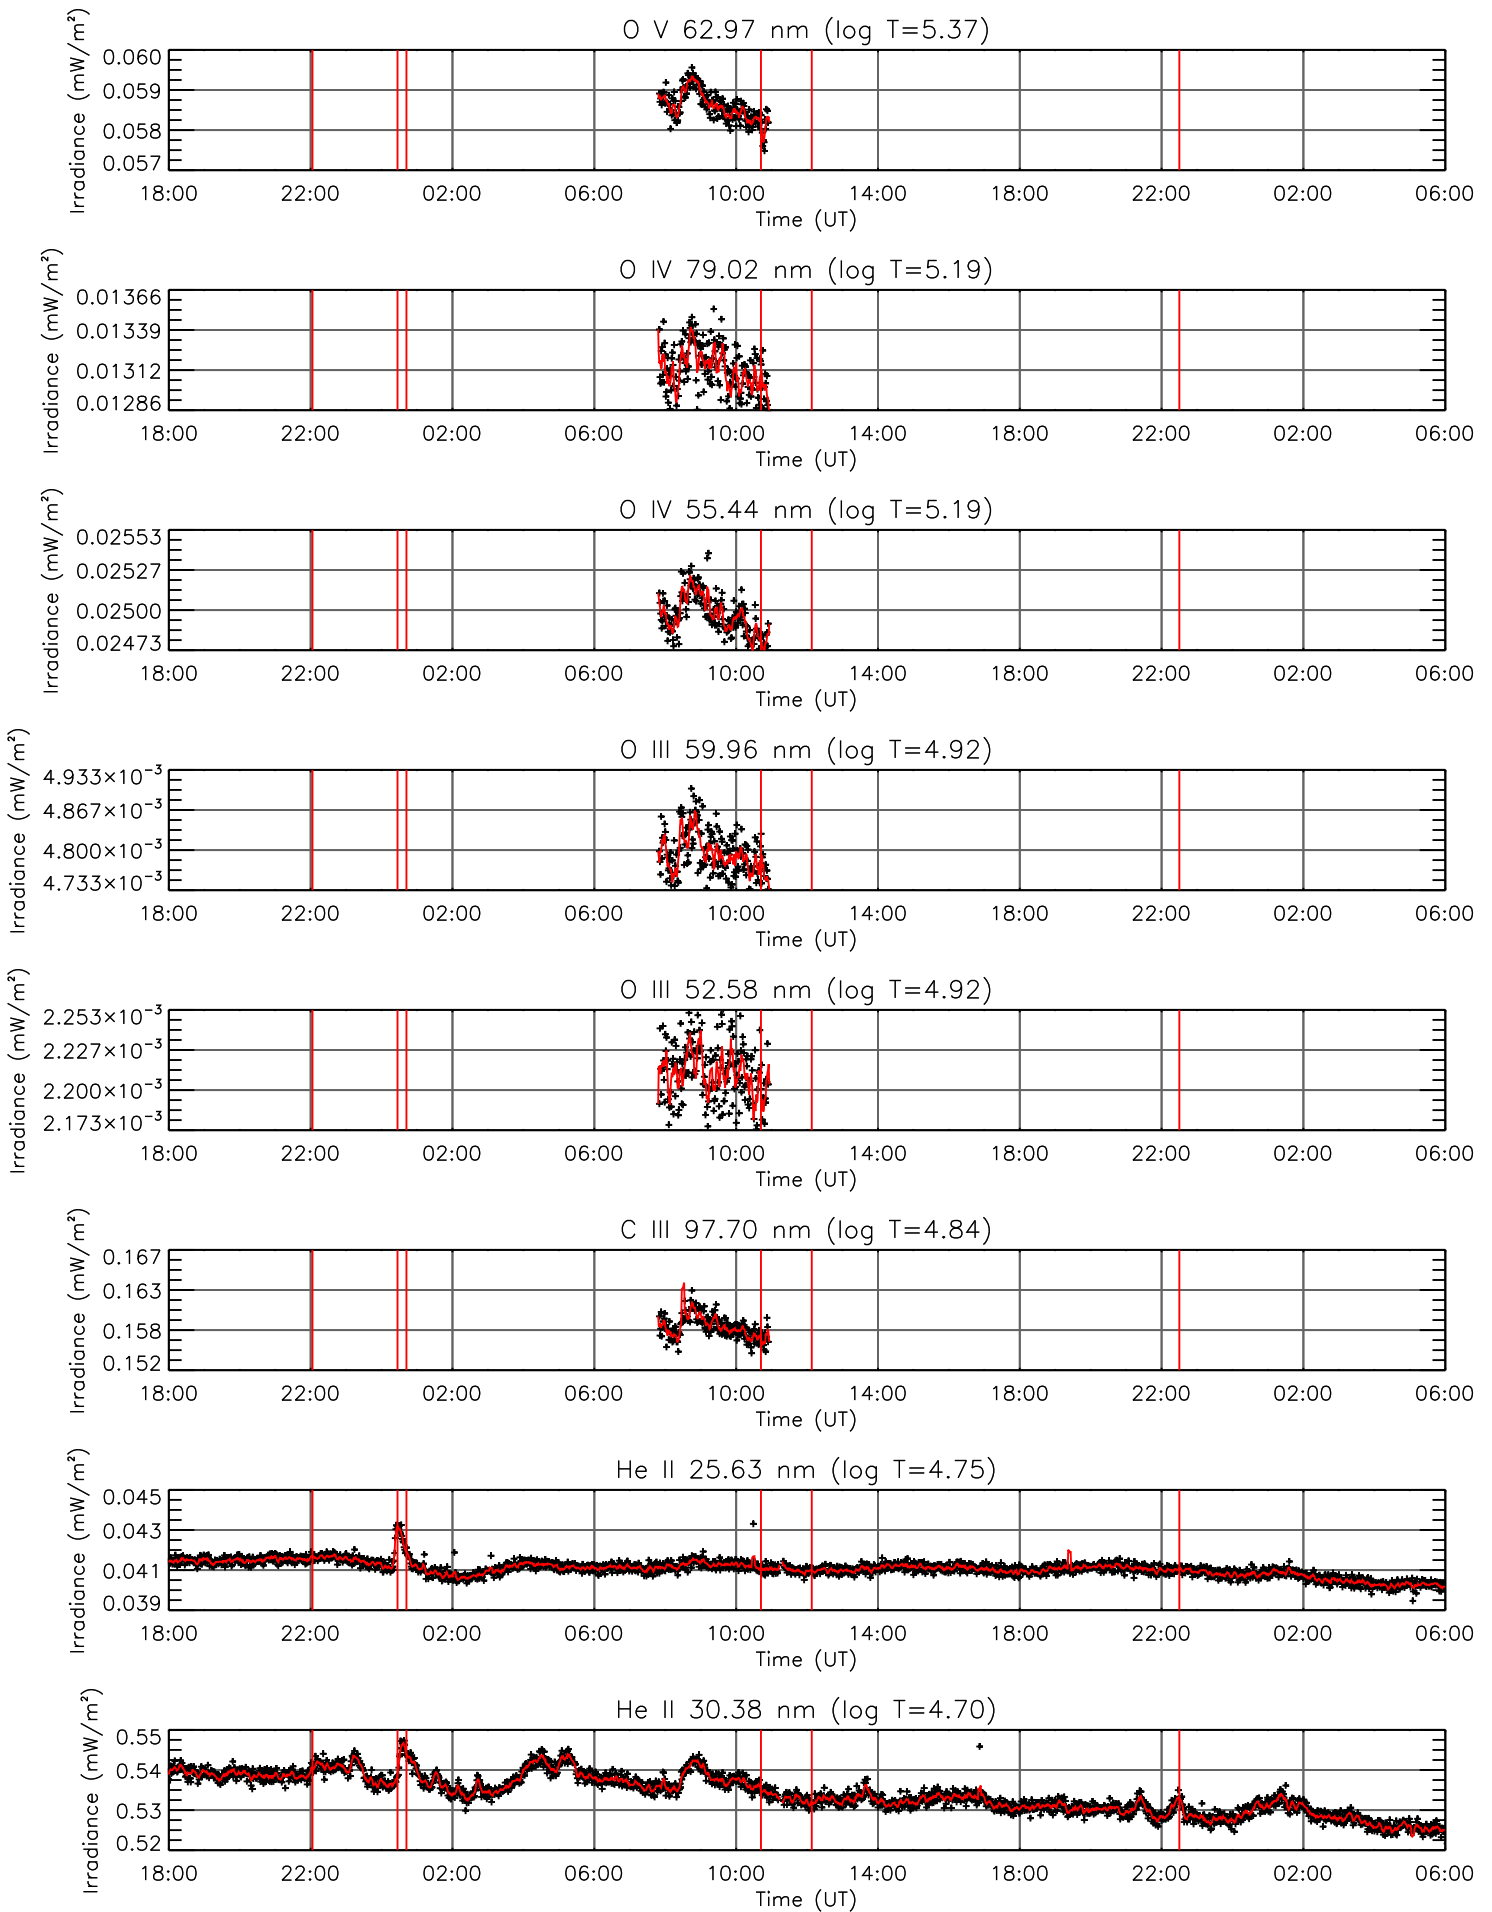 O V 62.97 nm (log T=5.37)
Irradiance (mW/m²)
0.060
0.059
0.058
0.057
18:00 22:00 02:00 06:00 10:00 14:00 18:00 22:00 02:00 06:00
Time (UT)
O IV 79.02 nm (log T=5.19)
Irradiance (mW/m²)
0.01366
0.01339
0.01312
0.01286
18:00 22:00 02:00 06:00 10:00 14:00 18:00 22:00 02:00 06:00
Time (UT)
O IV 55.44 nm (log T=5.19)
Irradiance (mW/m²)
0.02553
0.02527
0.02500
0.02473
18:00 22:00 02:00 06:00 10:00 14:00 18:00 22:00 02:00 06:00
Time (UT)
O III 59.96 nm (log T=4.92)
Irradiance (mW/m²)
4.933×10⁻³
4.867×10⁻³
4.800×10⁻³
4.733×10⁻³
18:00 22:00 02:00 06:00 10:00 14:00 18:00 22:00 02:00 06:00
Time (UT)
O III 52.58 nm (log T=4.92)
Irradiance (mW/m²)
2.253×10⁻³
2.227×10⁻³
2.200×10⁻³
2.173×10⁻³
18:00 22:00 02:00 06:00 10:00 14:00 18:00 22:00 02:00 06:00
Time (UT)
C III 97.70 nm (log T=4.84)
Irradiance (mW/m²)
0.167
0.163
0.158
0.152
18:00 22:00 02:00 06:00 10:00 14:00 18:00 22:00 02:00 06:00
Time (UT)
He II 25.63 nm (log T=4.75)
Irradiance (mW/m²)
0.045
0.043
0.041
0.039
18:00 22:00 02:00 06:00 10:00 14:00 18:00 22:00 02:00 06:00
Time (UT)
He II 30.38 nm (log T=4.70)
Irradiance (mW/m²)
0.55
0.54
0.53
0.52
18:00 22:00 02:00 06:00 10:00 14:00 18:00 22:00 02:00 06:00
Time (UT)